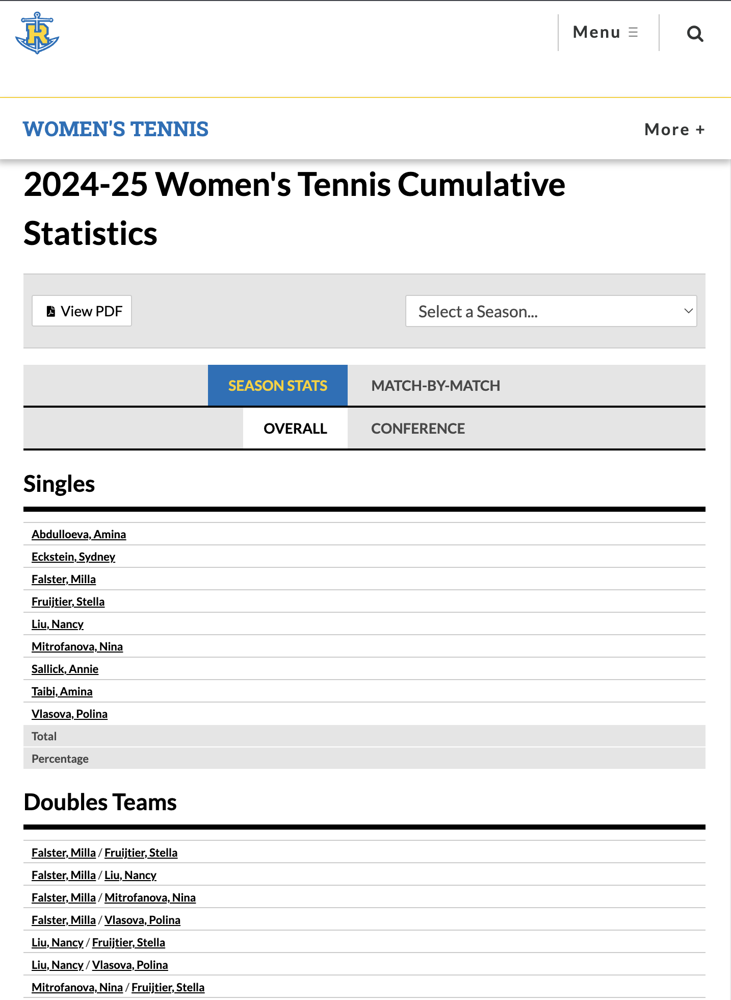 R
Menu
WOMEN'S TENNIS
More +
2024-25 Women's Tennis Cumulative
Statistics
View PDF
Select a Season...
SEASON STATS
MATCH-BY-MATCH
OVERALL
CONFERENCE
Singles
Abdulloeva, Amina
Eckstein, Sydney
Falster, Milla
Fruijtier, Stella
Liu, Nancy
Mitrofanova, Nina
Sallick, Annie
Taibi, Amina
Vlasova, Polina
Total
Percentage
Doubles Teams
Falster, Milla / Fruijtier, Stella
Falster, Milla / Liu, Nancy
Falster, Milla / Mitrofanova, Nina
Falster, Milla / Vlasova, Polina
Liu, Nancy / Fruijtier, Stella
Liu, Nancy / Vlasova, Polina
Mitrofanova, Nina / Fruijtier, Stella